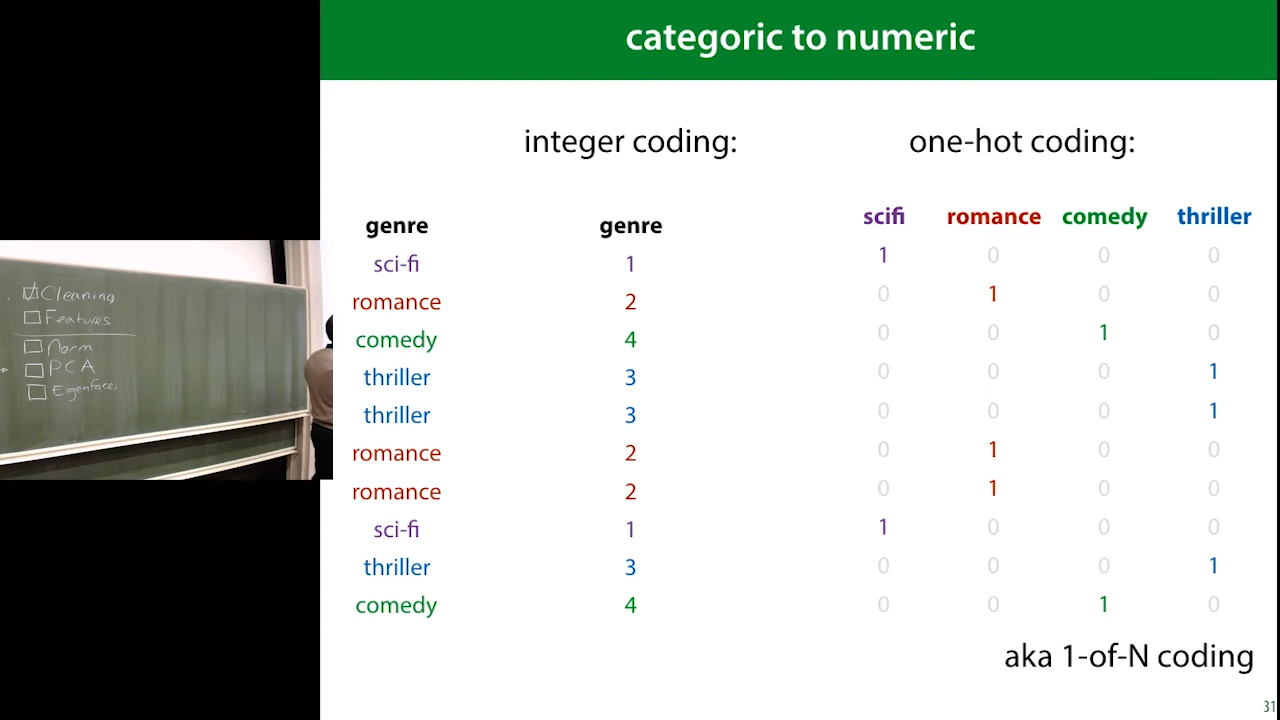 categoric to numeric
integer coding:
one-hot coding:
genre genre scifi romance comedy thriller
sci-fi 1 1 0 0 0
romance 2 0 1 0 0
comedy 4 0 0 1 0
thriller 3 0 0 0 1
thriller 3 0 0 0 1
romance 2 0 1 0 0
romance 2 0 1 0 0
sci-fi 1 1 0 0 0
thriller 3 0 0 0 1
comedy 4 0 0 1 0
aka 1-of-N coding
31
Cleaning
Features
Norm
PCA
Eigenfaces